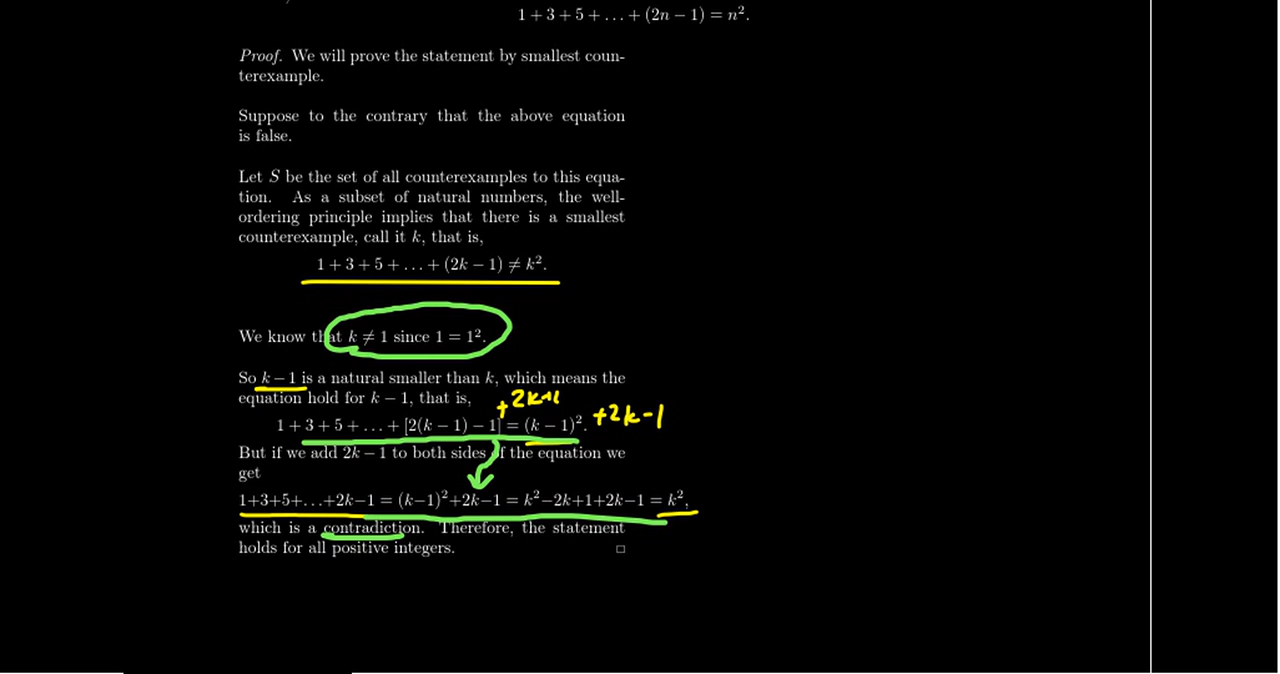 1 + 3 + 5 + . . . + (2n − 1) = n².
Proof. We will prove the statement by smallest coun-
terexample.
Suppose to the contrary that the above equation
is false.
Let S be the set of all counterexamples to this equa-
tion. As a subset of natural numbers, the well-
ordering principle implies that there is a smallest
counterexample, call it k, that is,
1 + 3 + 5 + . . . + (2k − 1) ≠ k².
We know that k ≠ 1 since 1 = 1².
So k − 1 is a natural smaller than k, which means the
equation hold for k − 1, that is,
+2k-1
1 + 3 + 5 + . . . + [2(k − 1) − 1] = (k − 1)². +2k-1
But if we add 2k − 1 to both sides of the equation we
get
1+3+5+. . .+2k−1 = (k−1)²+2k−1 = k²−2k+1+2k−1 = k²,
which is a contradiction. Therefore, the statement
holds for all positive integers. □